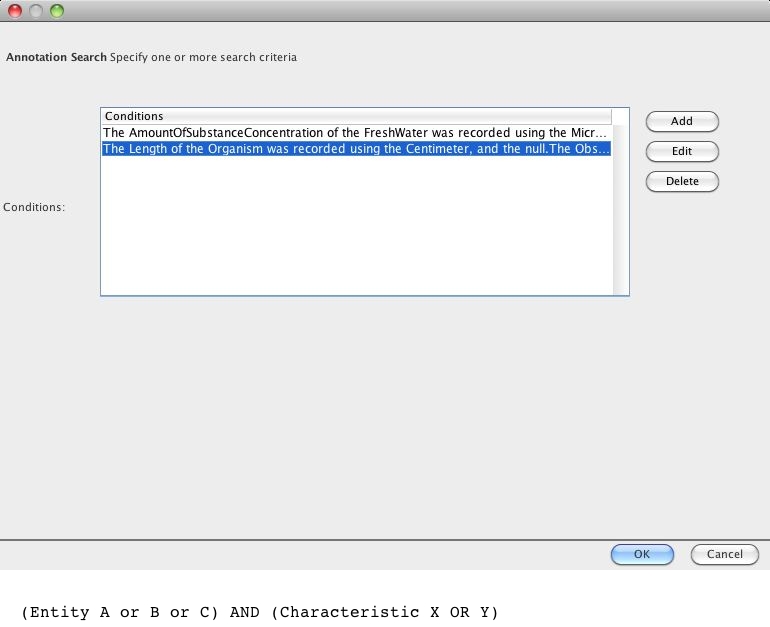 Annotation Search Specify one or more search criteria
Conditions
The AmountOfSubstanceConcentration of the FreshWater was recorded using the Micr...
The Length of the Organism was recorded using the Centimeter, and the null.The Obs...
Add
Edit
Delete
Conditions:
OK
Cancel
(Entity A or B or C) AND (Characteristic X OR Y)